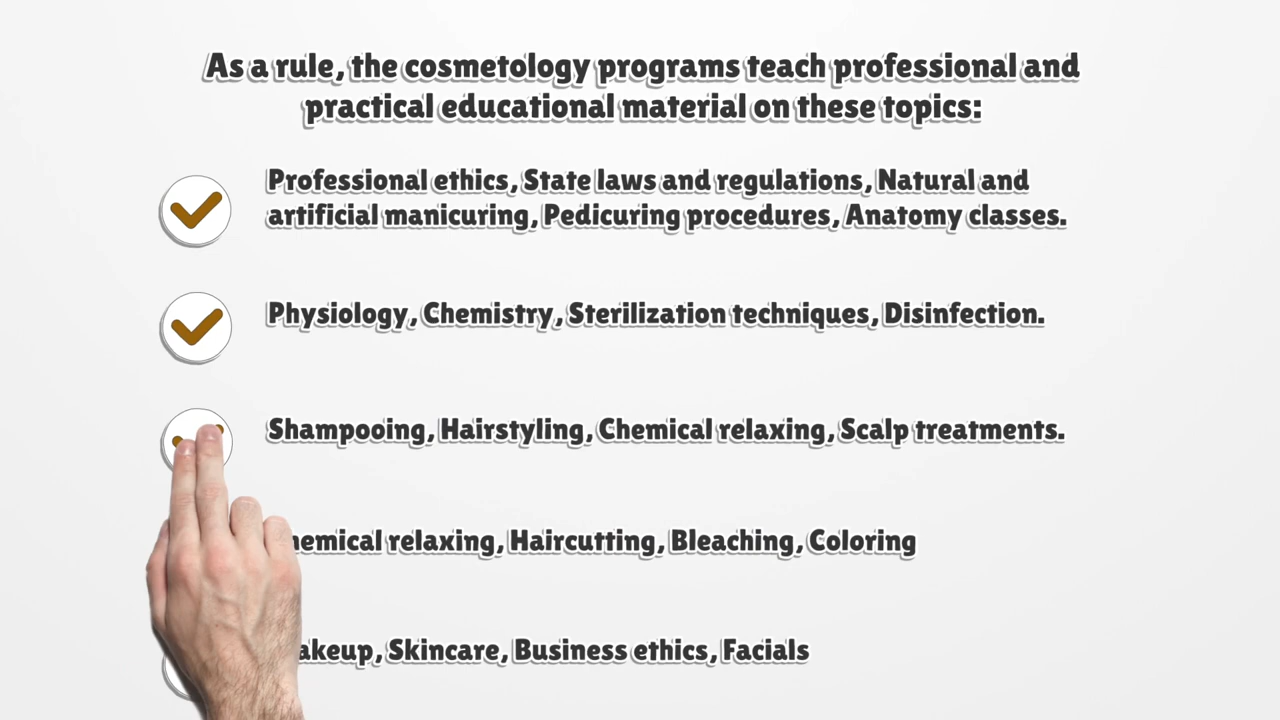 As a rule, the cosmetology programs teach professional and
practical educational material on these topics:
Professional ethics, State laws and regulations, Natural and
artificial manicuring, Pedicuring procedures, Anatomy classes.
Physiology, Chemistry, Sterilization techniques, Disinfection.
Shampooing, Hairstyling, Chemical relaxing, Scalp treatments.
hemical relaxing, Haircutting, Bleaching, Coloring
akeup, Skincare, Business ethics, Facials